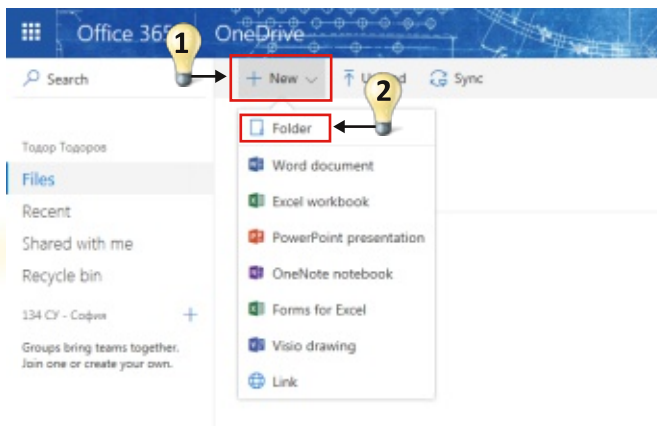 Office 365
OneDrive
1
Search
New
2
Sync
Тодор Тодоров
Files
Recent
Shared with me
Recycle bin
134 СУ - София
Groups bring teams together.
Join one or create your own.
Folder
Word document
Excel workbook
PowerPoint presentation
OneNote notebook
Forms for Excel
Visio drawing
Link